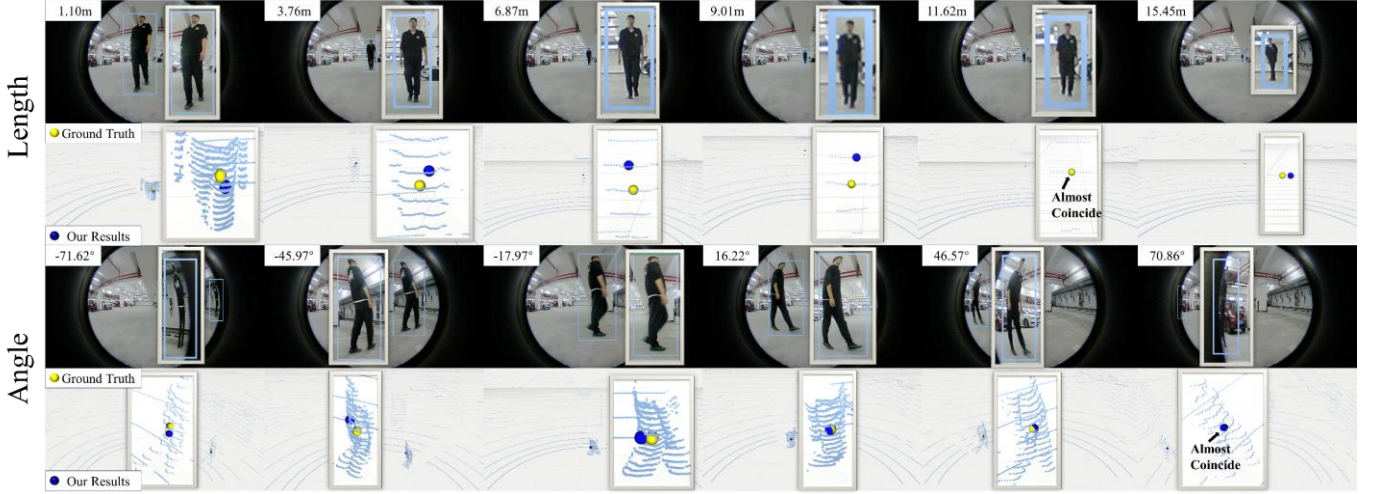 Length
1.10m
3.76m
6.87m
9.01m
11.62m
15.45m
Ground Truth
Our Results
Almost
Coincide
Angle
-71.62°
-45.97°
-17.97°
16.22°
46.57°
70.86°
Ground Truth
Our Results
Almost
Coincide